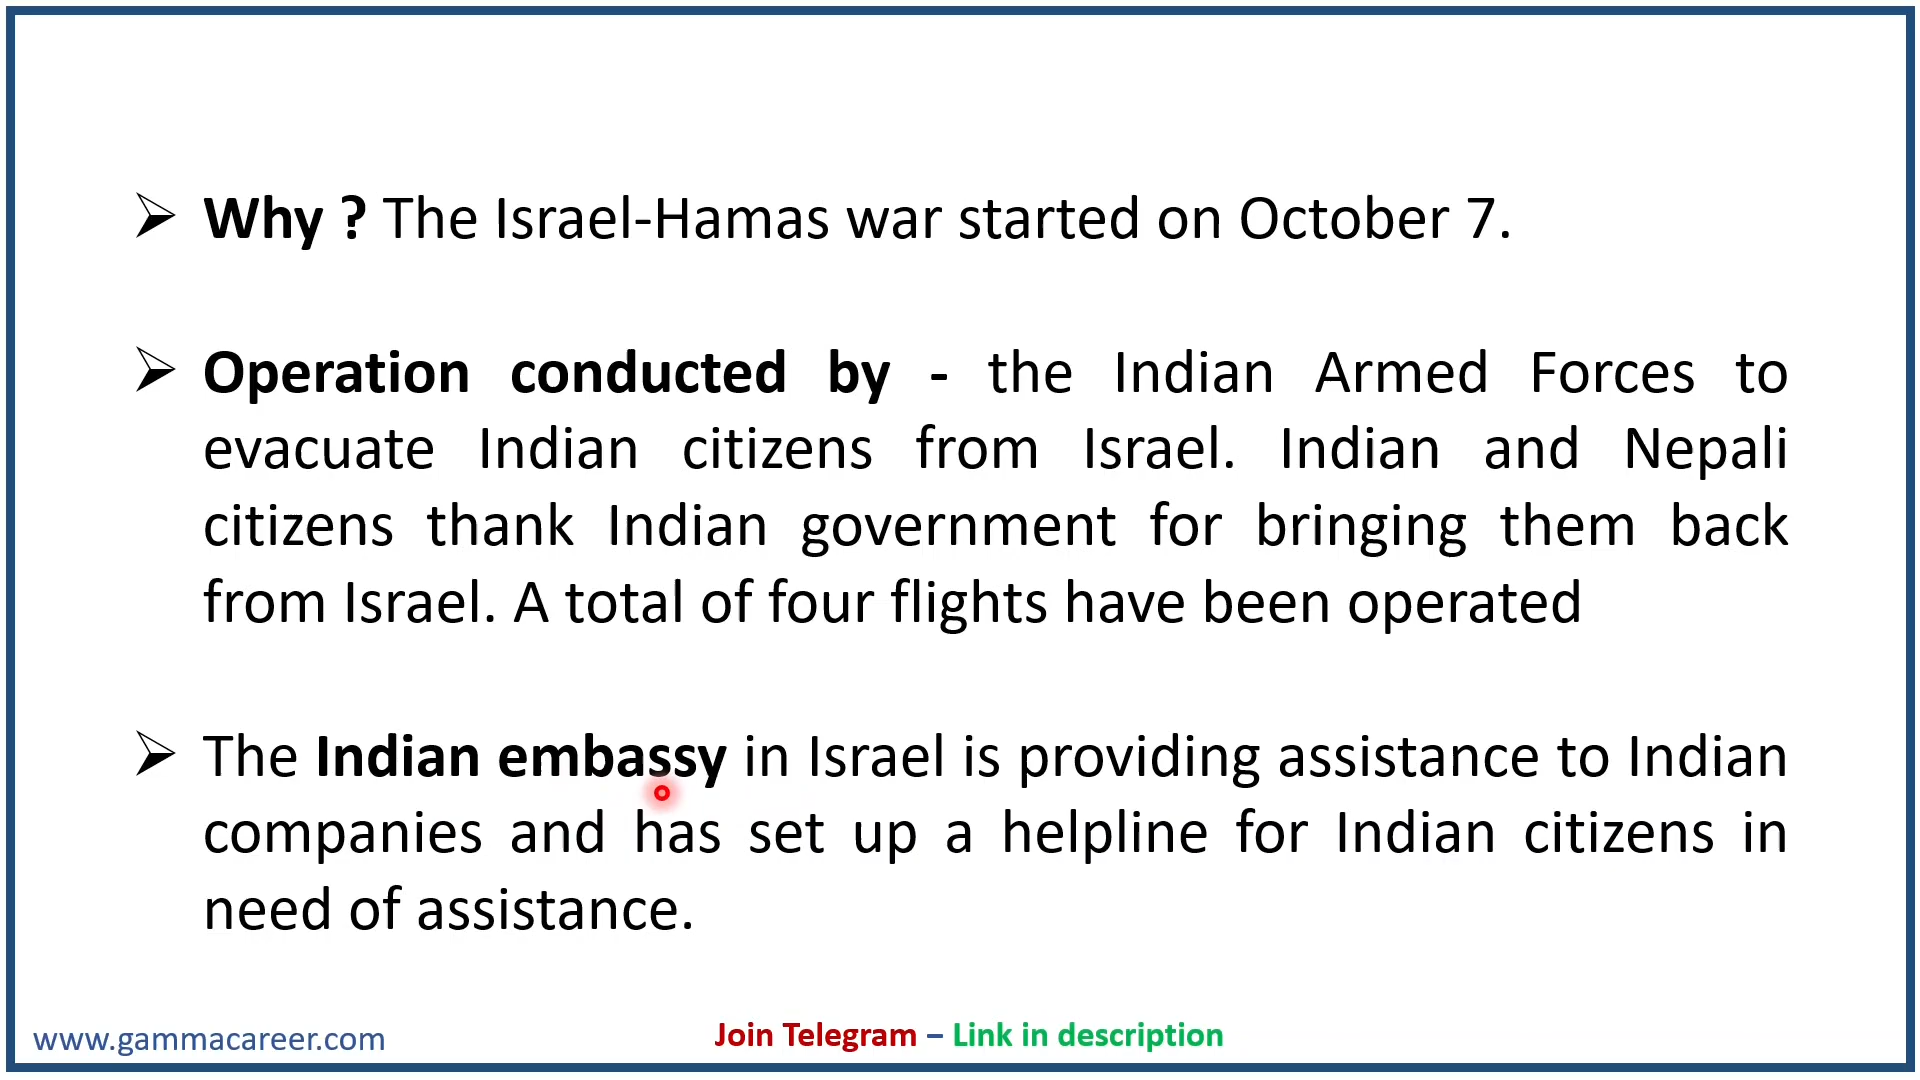 ➢ Why ? The Israel-Hamas war started on October 7.
➢ Operation conducted by - the Indian Armed Forces to
evacuate Indian citizens from Israel. Indian and Nepali
citizens thank Indian government for bringing them back
from Israel. A total of four flights have been operated
➢ The Indian embassy in Israel is providing assistance to Indian
companies and has set up a helpline for Indian citizens in
need of assistance.
www.gammacareer.com
Join Telegram – Link in description